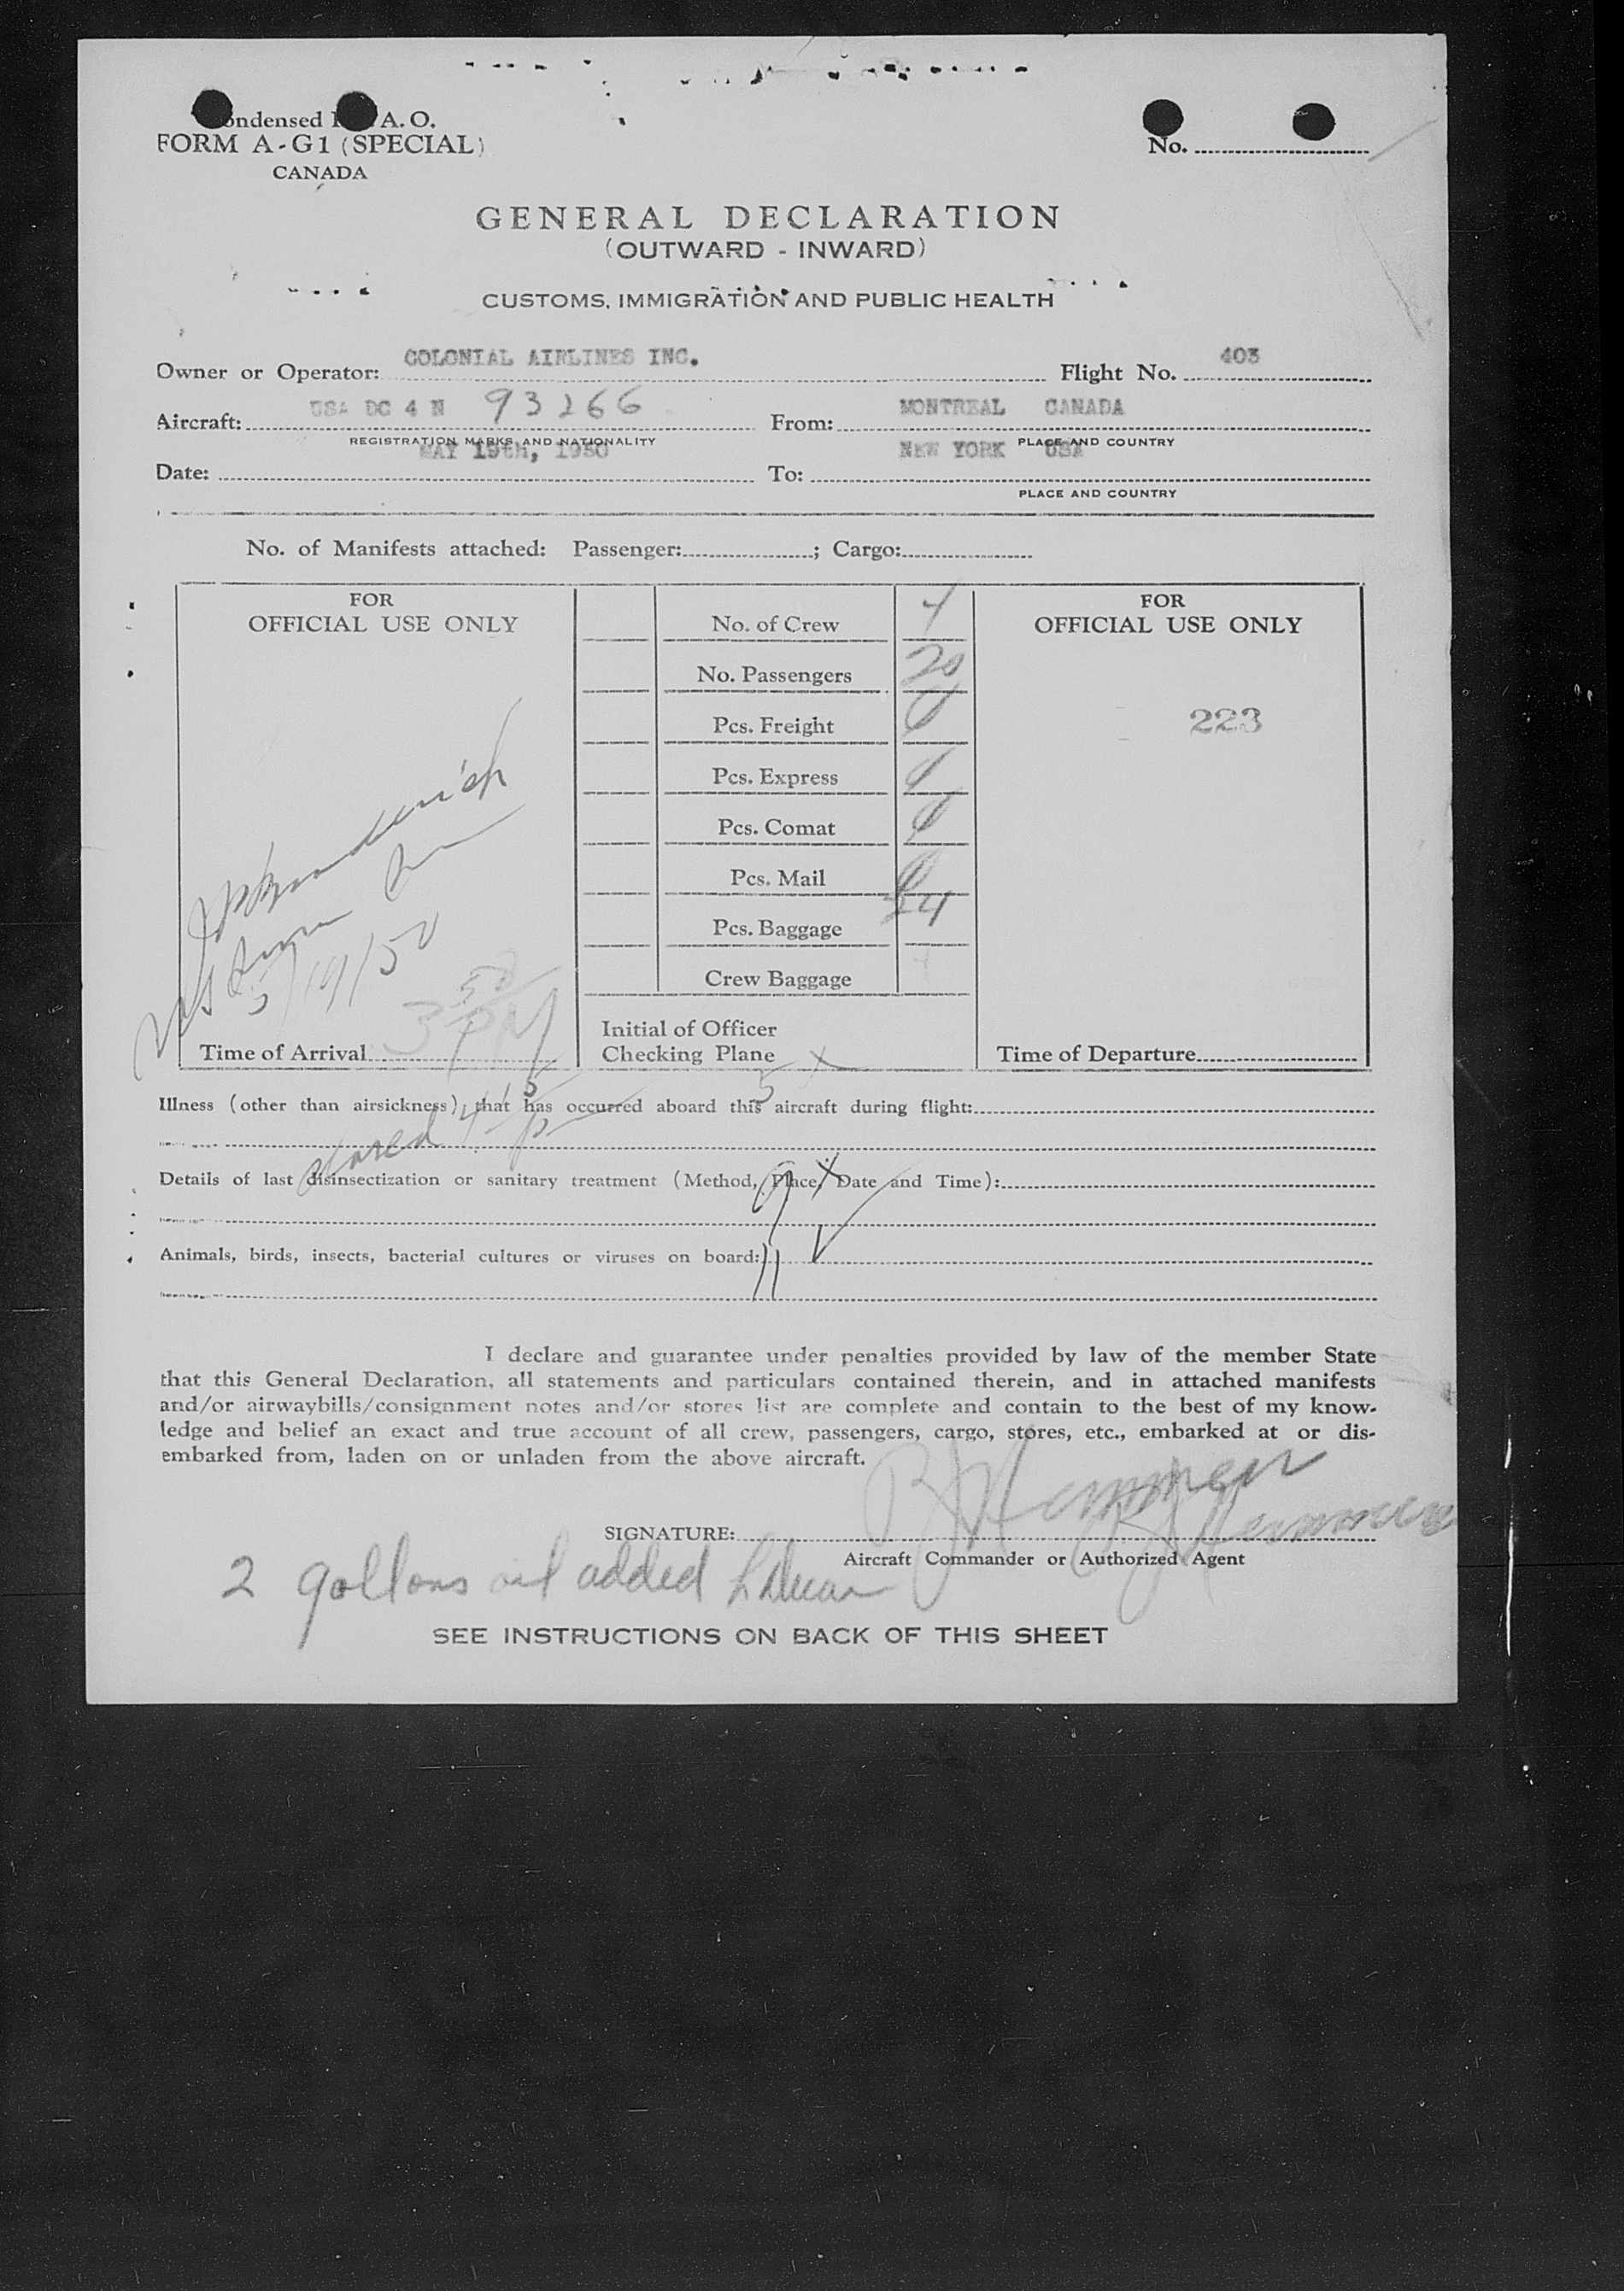 ondensed I A.O.
FORM A-G1 (SPECIAL)
CANADA
No.
GENERAL DECLARATION
(OUTWARD - INWARD)
CUSTOMS, IMMIGRATION AND PUBLIC HEALTH
Owner or Operator: COLONIAL AIRLINES INC. Flight No. 403
Aircraft: USA DC 4 N 93266 From: MONTREAL CANADA
REGISTRATION MARKS AND NATIONALITY PLACE AND COUNTRY
Date: MAY 19th, 1950 To: NEW YORK USA
PLACE AND COUNTRY
No. of Manifests attached: Passenger: ; Cargo:
FOR
OFFICIAL USE ONLY
No. of Crew 4
No. Passengers 20
Pcs. Freight
Pcs. Express
Pcs. Comat
Pcs. Mail
Pcs. Baggage
Crew Baggage
Initial of Officer
Checking Plane
FOR
OFFICIAL USE ONLY
223
5/19/50
Time of Arrival 3 50 PM
Time of Departure
Illness (other than airsickness), that has occurred aboard this aircraft during flight:
Details of last disinsectization or sanitary treatment (Method, Place, Date and Time):
Animals, birds, insects, bacterial cultures or viruses on board:
I declare and guarantee under penalties provided by law of the member State
that this General Declaration, all statements and particulars contained therein, and in attached manifests
and/or airwaybills/consignment notes and/or stores list are complete and contain to the best of my know-
ledge and belief an exact and true account of all crew, passengers, cargo, stores, etc., embarked at or dis-
embarked from, laden on or unladen from the above aircraft.
SIGNATURE:
Aircraft Commander or Authorized Agent
2 gollons oil added
SEE INSTRUCTIONS ON BACK OF THIS SHEET